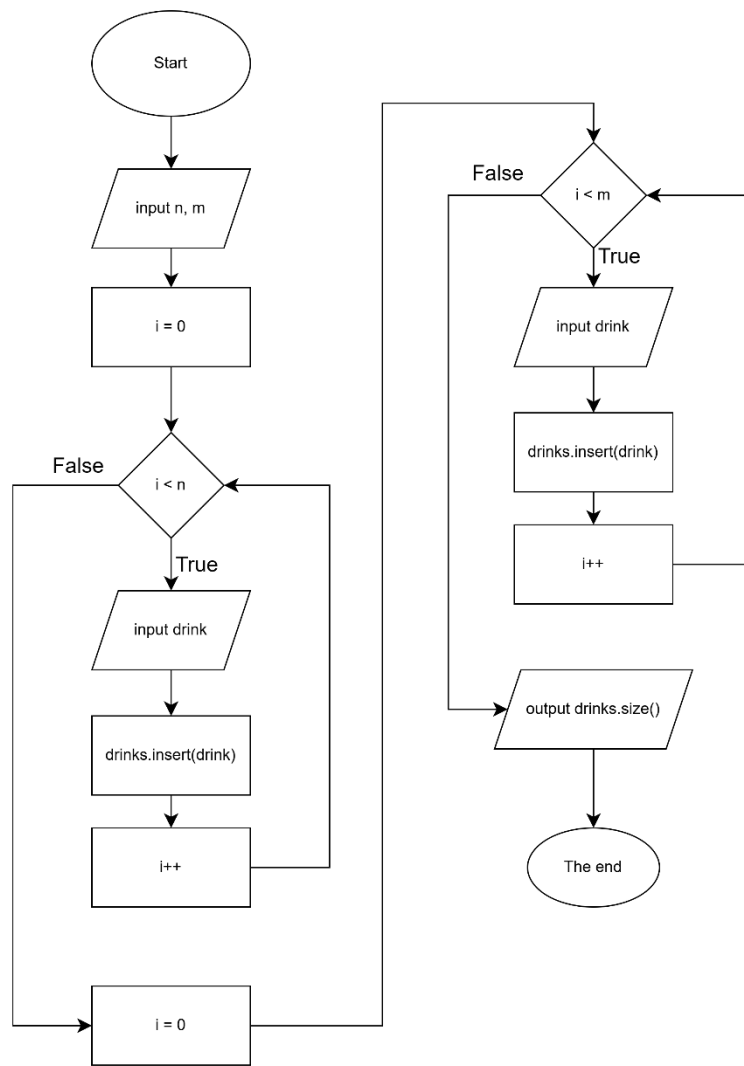 Start
input n, m
i = 0
i < n
False
True
input drink
drinks.insert(drink)
i++
i = 0
i < m
False
True
input drink
drinks.insert(drink)
i++
output drinks.size()
The end